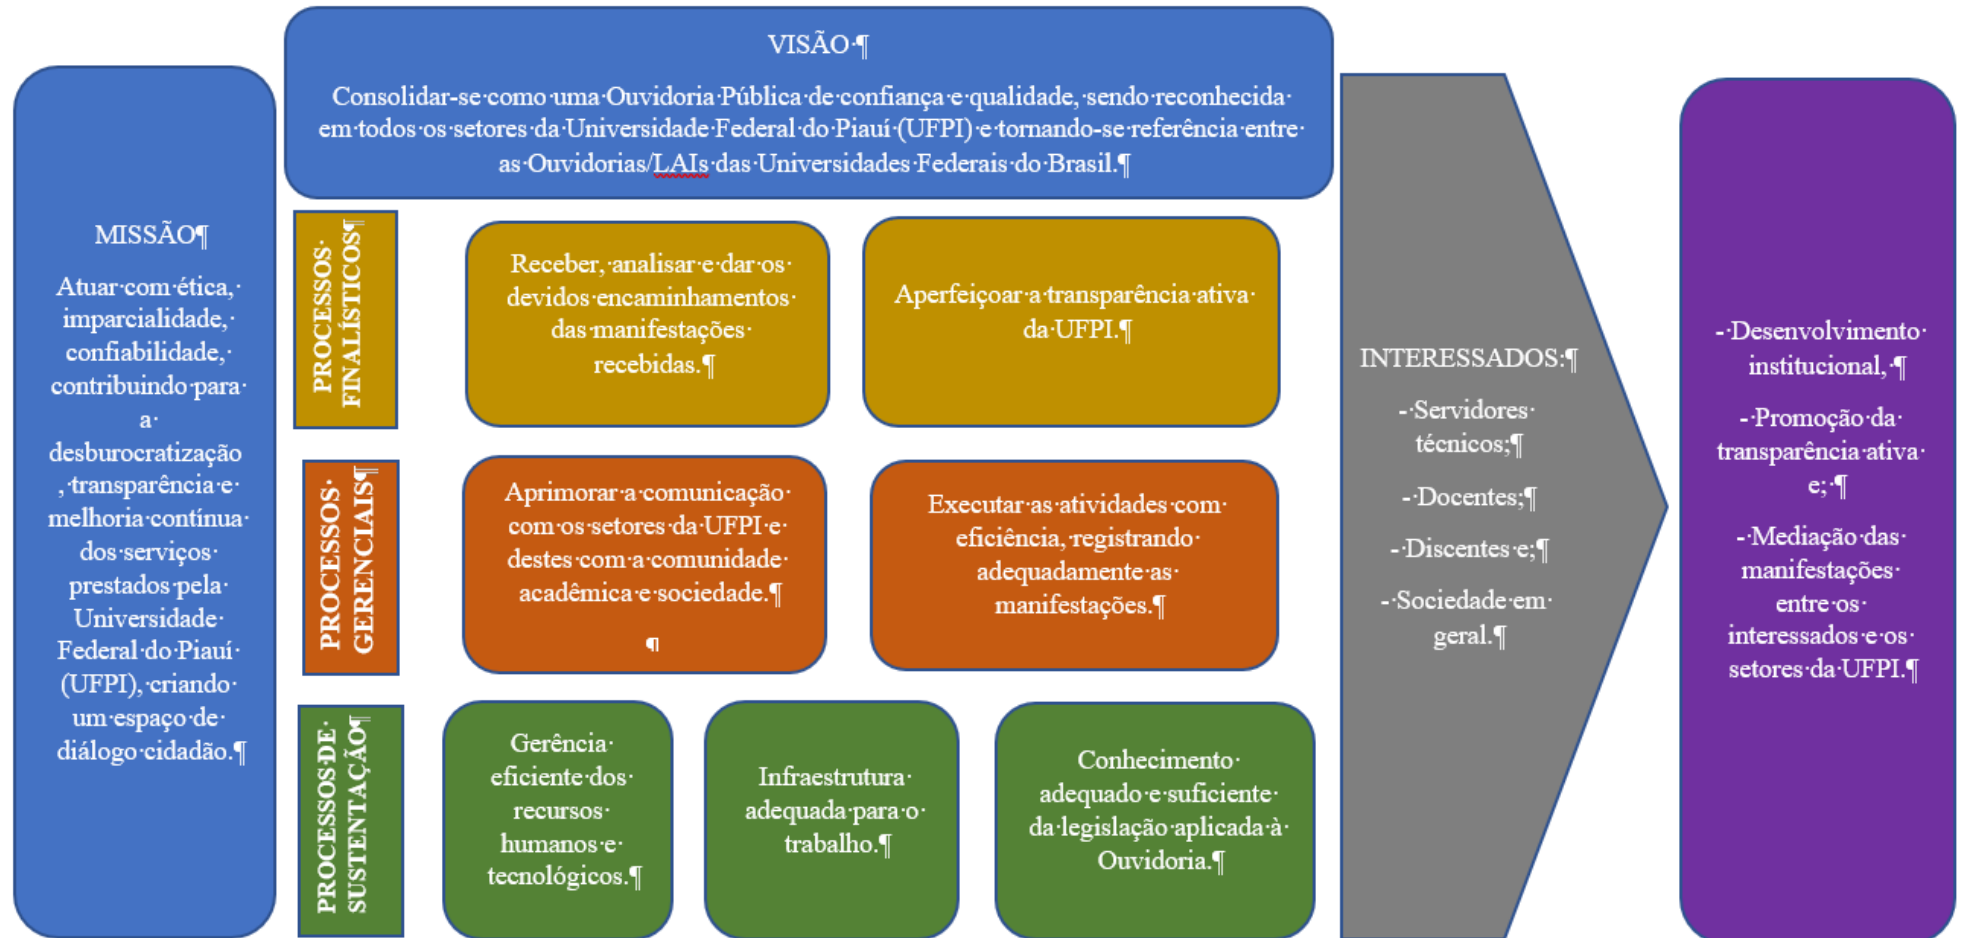 VISÃO ¶
Consolidar-se·como·uma·Ouvidoria·Pública·de·confiança·e·qualidade,·sendo·reconhecida·
em·todos·os·setores·da·Universidade·Federal·do·Piauí·(UFPI)·e·tornando-se·referência·entre·
as·Ouvidorias/LAIs·das·Universidades·Federais·do·Brasil.¶
MISSÃO¶
Atuar·com·ética,·
imparcialidade,·
confiabilidade,·
contribuindo·para·
a·
desburocratização
,·transparência·e·
melhoria·contínua·
dos·serviços·
prestados·pela·
Universidade·
Federal·do·Piauí·
(UFPI),·criando·
um·espaço·de·
diálogo·cidadão.¶
PROCESSOS·
FINALÍSTICOS¶
Receber,·analisar·e·dar·os·
devidos·encaminhamentos·
das·manifestações·
recebidas.¶
Aperfeiçoar·a·transparência·ativa·
da·UFPI.¶
PROCESSOS·
GERENCIAIS¶
Aprimorar·a·comunicação·
com·os·setores·da·UFPI·e·
destes·com·a·comunidade·
acadêmica·e·sociedade.¶
¶
Executar·as·atividades·com·
eficiência,·registrando·
adequadamente·as·
manifestações.¶
PROCESSOS·DE·
SUSTENTAÇÃO¶
Gerência·
eficiente·dos·
recursos·
humanos·e·
tecnológicos.¶
Infraestrutura·
adequada·para·o·
trabalho.¶
Conhecimento·
adequado·e·suficiente·
da·legislação·aplicada·à·
Ouvidoria.¶
INTERESSADOS:¶
-·Servidores·
técnicos;¶
-·Docentes;¶
-·Discentes·e;¶
-·Sociedade·em·
geral.¶
-·Desenvolvimento·
institucional,·¶
-·Promoção·da·
transparência·ativa·
e;·¶
-·Mediação·das·
manifestações·
entre·os·
interessados·e·os·
setores·da·UFPI.¶